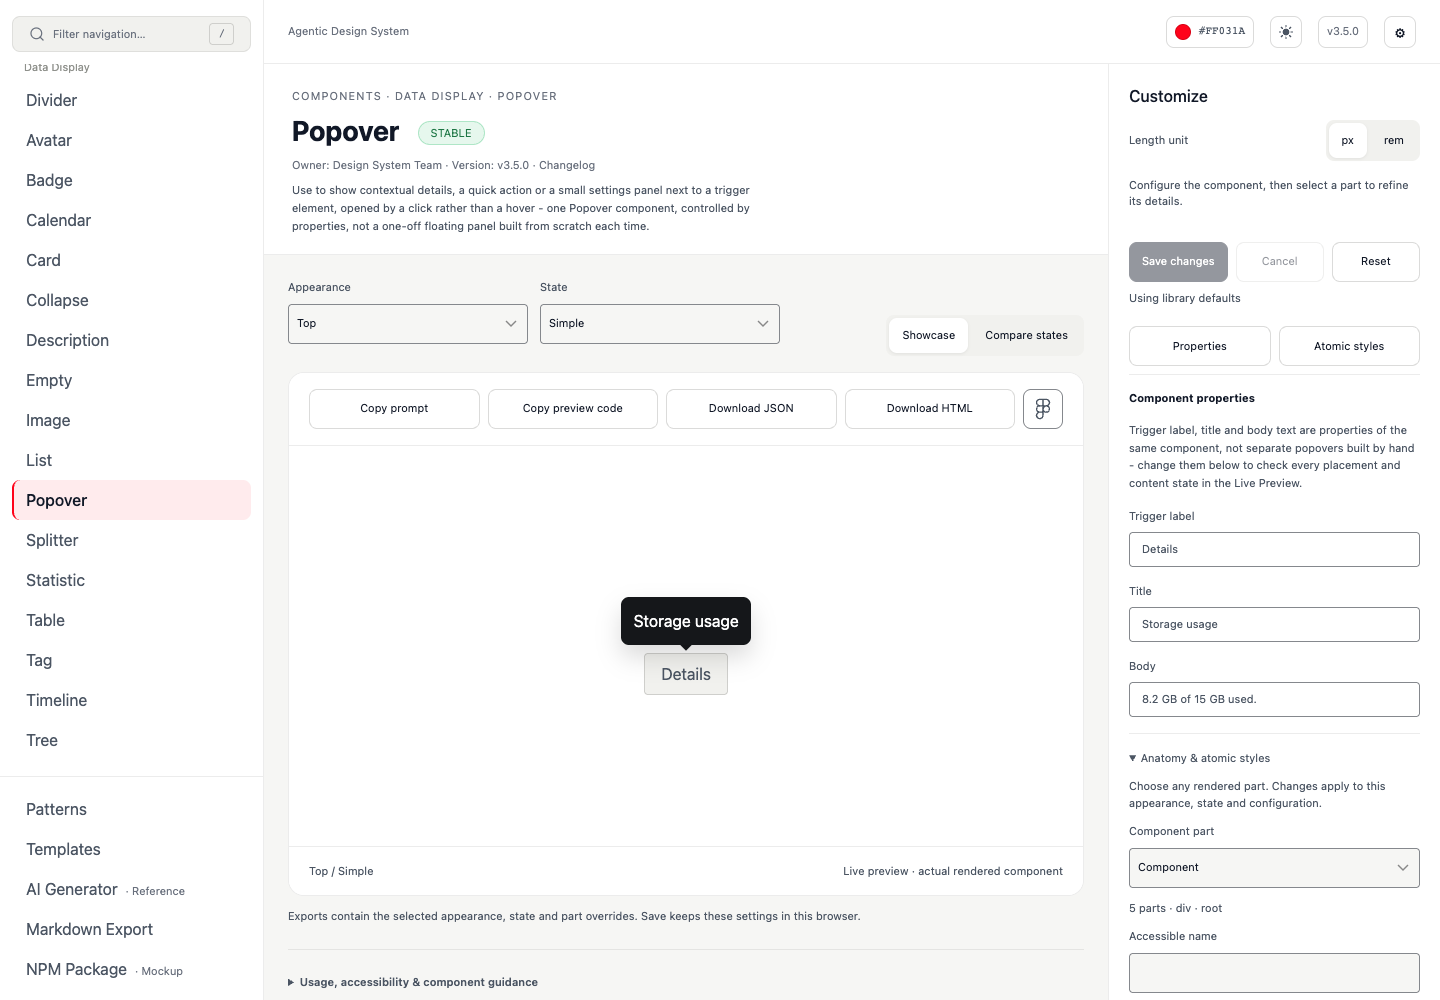 Filter navigation...
/
Data Display
Divider
Avatar
Badge
Calendar
Card
Collapse
Description
Empty
Image
List
Popover
Splitter
Statistic
Table
Tag
Timeline
Tree
Patterns
Templates
AI Generator · Reference
Markdown Export
NPM Package · Mockup
Agentic Design System
#FF031A
v3.5.0
COMPONENTS · DATA DISPLAY · POPOVER
Popover
STABLE
Owner: Design System Team · Version: v3.5.0 · Changelog
Use to show contextual details, a quick action or a small settings panel next to a trigger
element, opened by a click rather than a hover - one Popover component, controlled by
properties, not a one-off floating panel built from scratch each time.
Appearance
Top
State
Simple
Showcase
Compare states
Copy prompt
Copy preview code
Download JSON
Download HTML
Storage usage
Details
Top / Simple
Live preview · actual rendered component
Exports contain the selected appearance, state and part overrides. Save keeps these settings in this browser.
Usage, accessibility & component guidance
Customize
Length unit
px
rem
Configure the component, then select a part to refine
its details.
Save changes
Cancel
Reset
Using library defaults
Properties
Atomic styles
Component properties
Trigger label, title and body text are properties of the
same component, not separate popovers built by hand
- change them below to check every placement and
content state in the Live Preview.
Trigger label
Details
Title
Storage usage
Body
8.2 GB of 15 GB used.
Anatomy & atomic styles
Choose any rendered part. Changes apply to this
appearance, state and configuration.
Component part
Component
5 parts · div · root
Accessible name